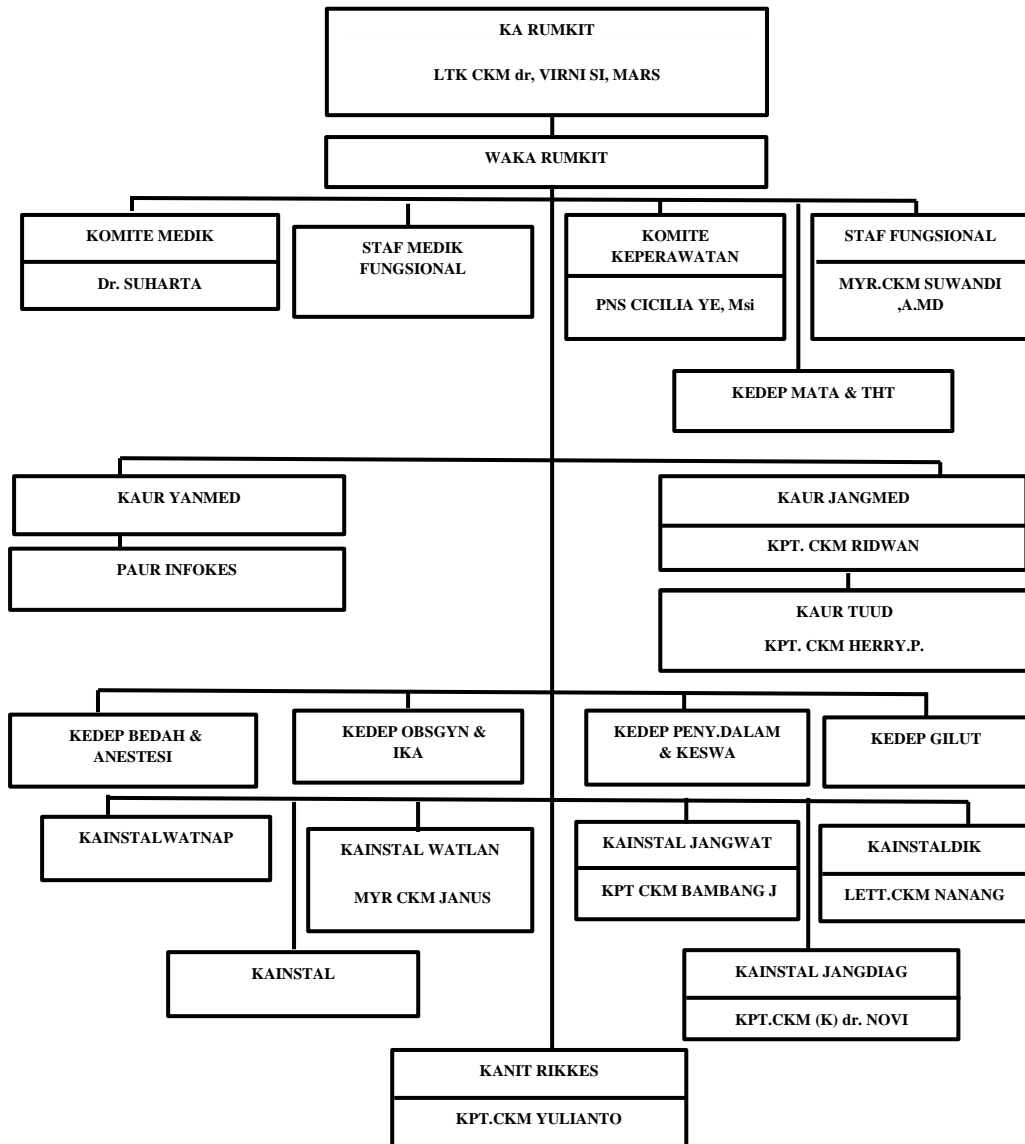 KA RUMKIT
LTK CKM dr, VIRNI SI, MARS
WAKA RUMKIT
KOMITE MEDIK
Dr. SUHARTA
STAF MEDIK
FUNGSIONAL
KOMITE
KEPERAWATAN
PNS CICILIA YE, Msi
STAF FUNGSIONAL
MYR.CKM SUWANDI
,A.MD
KEDEP MATA & THT
KAUR YANMED
PAUR INFOKES
KAUR JANGMED
KPT. CKM RIDWAN
KAUR TUUD
KPT. CKM HERRY.P.
KEDEP BEDAH &
ANESTESI
KEDEP OBSGYN &
IKA
KEDEP PENY.DALAM
& KESWA
KEDEP GILUT
KAINSTALWATNAP
KAINSTAL WATLAN
MYR CKM JANUS
KAINSTAL JANGWAT
KPT CKM BAMBANG J
KAINSTALDIK
LETT.CKM NANANG
KAINSTAL
KAINSTAL JANGDIAG
KPT.CKM (K) dr. NOVI
KANIT RIKKES
KPT.CKM YULIANTO